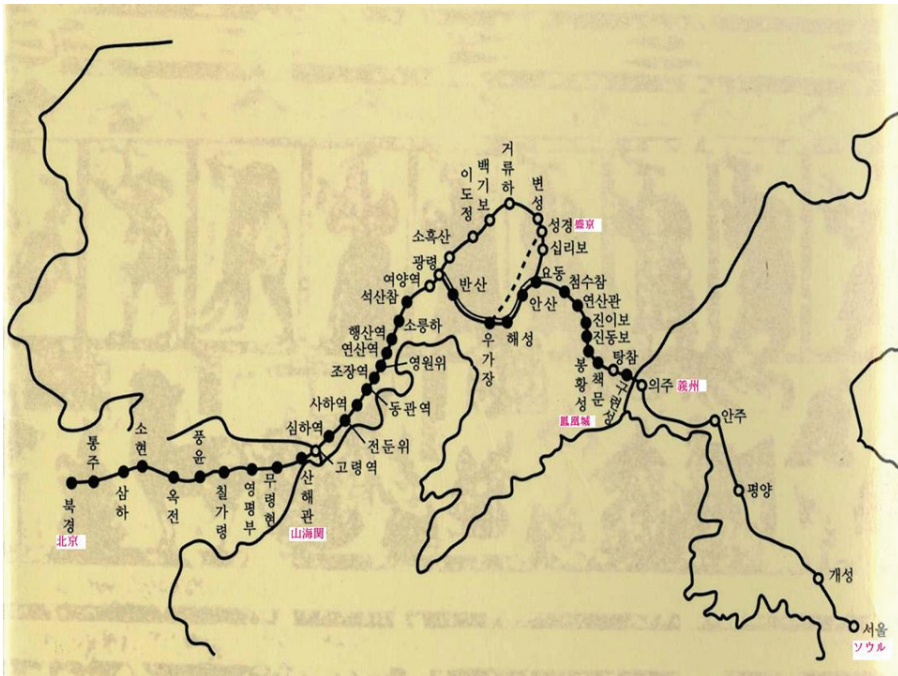 거류하
백기보
이도정
변성
성경
盛京
십리보
소흑산
광령
여양역
석산참
반산
요동
첨수참
안산
연산관
소릉하
진이보
진동보
행산역
연산역
우가장
해성
탕참
영원위
조장역
봉황성
책문
구련성
의주
義州
鳳凰城
사하역
동관역
안주
심하역
전둔위
고령역
통주
소현
풍윤
북경
北京
삼하
옥전
칠가령
영평부
무령현
산해관
山海関
평양
개성
서울
ソウル